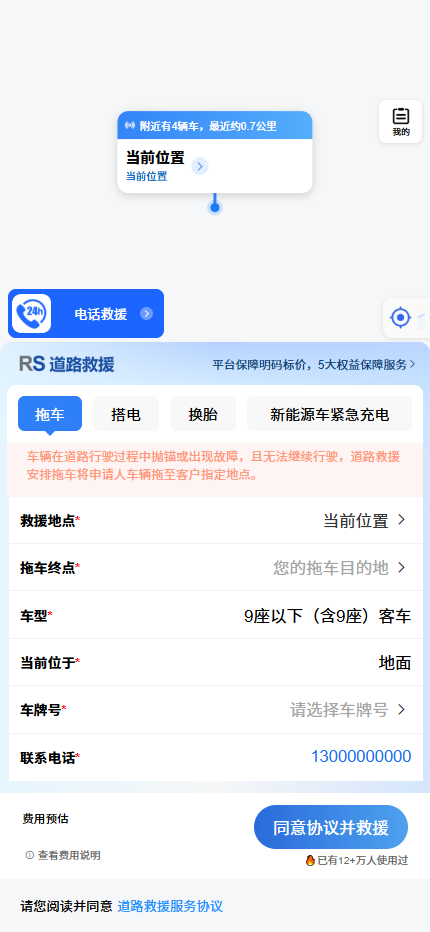 附近有4辆车，最近约0.7公里
当前位置
当前位置
我的
24h
电话救援
RS 道路救援
平台保障明码标价，5大权益保障服务
拖车
搭电
换胎
新能源车紧急充电
车辆在道路行驶过程中抛锚或出现故障，且无法继续行驶，道路救援
安排拖车将申请人车辆拖至客户指定地点。
救援地点* 当前位置
拖车终点* 您的拖车目的地
车型* 9座以下（含9座）客车
当前位于* 地面
车牌号* 请选择车牌号
联系电话* 13000000000
费用预估
同意协议并救援
查看费用说明
已有12+万人使用过
请您阅读并同意 道路救援服务协议